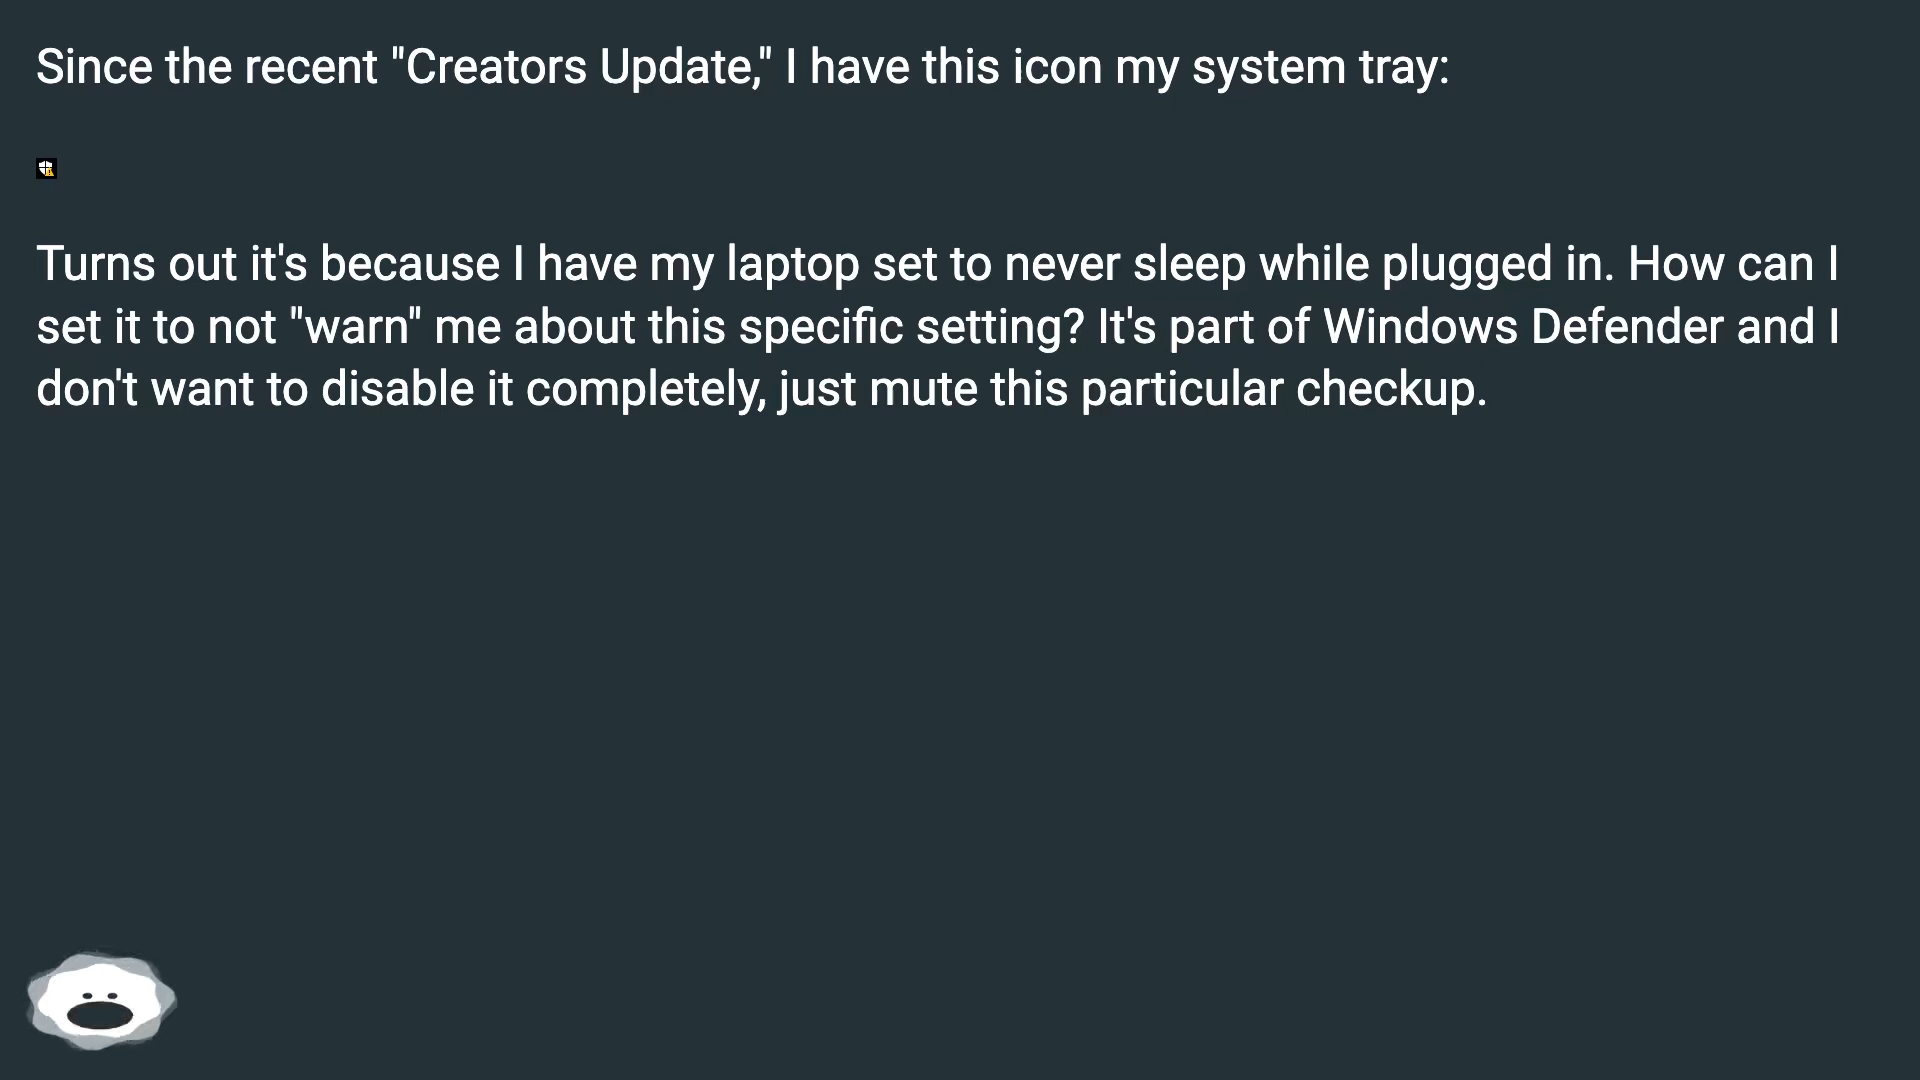 Since the recent "Creators Update," I have this icon my system tray:
Turns out it's because I have my laptop set to never sleep while plugged in. How can I
set it to not "warn" me about this specific setting? It's part of Windows Defender and I
don't want to disable it completely, just mute this particular checkup.